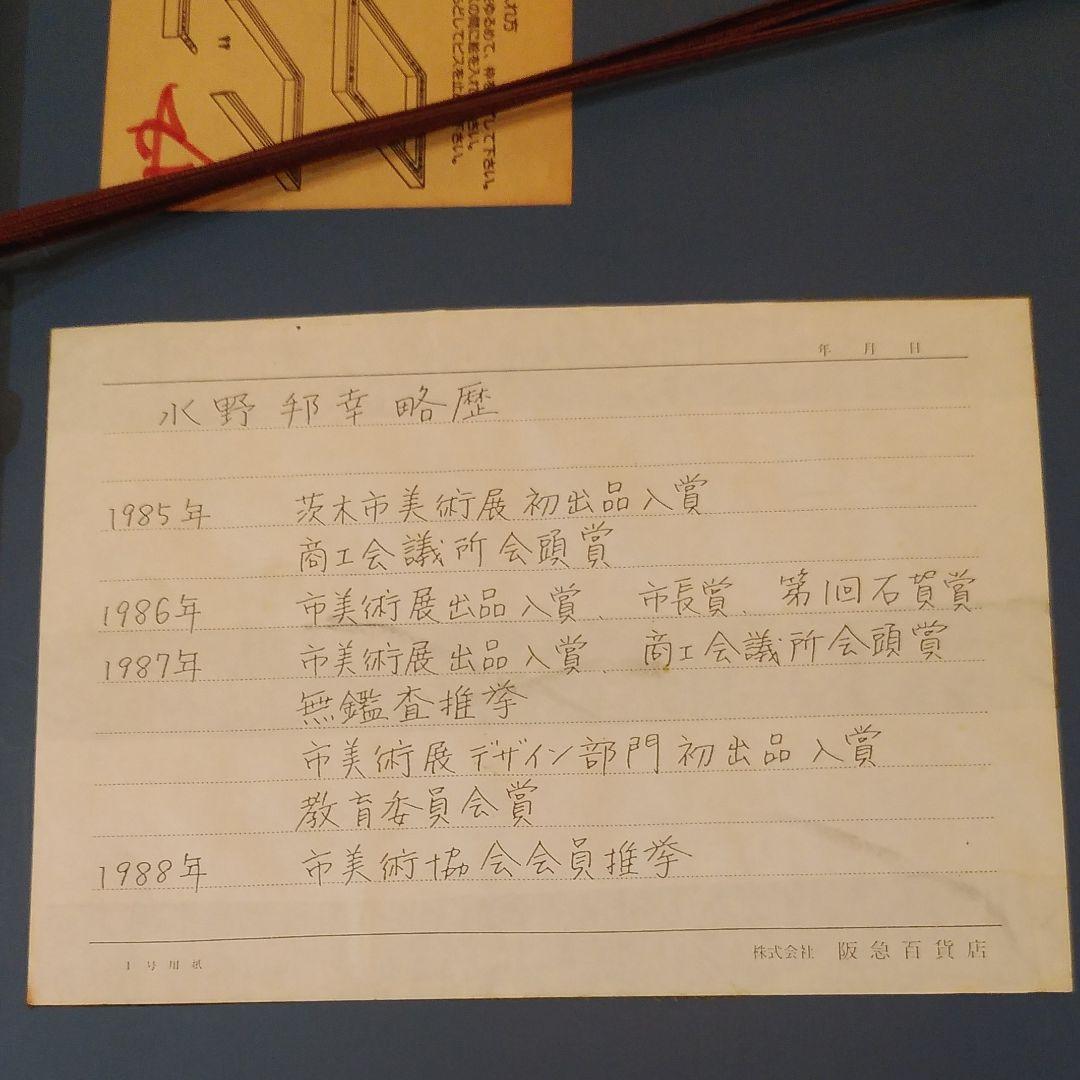 して下さい。
年 月 日
水野邦幸略歴
1985年 茨木市美術展初出品入賞
商工会議所会頭賞
1986年 市美術展出品入賞、市長賞、第1回石賀賞
1987年 市美術展出品入賞、商工会議所会頭賞
無鑑査推挙
市美術展デザイン部門初出品入賞
教育委員会賞
1988年 市美術協会会員推挙
1号用紙 株式会社 阪急百貨店